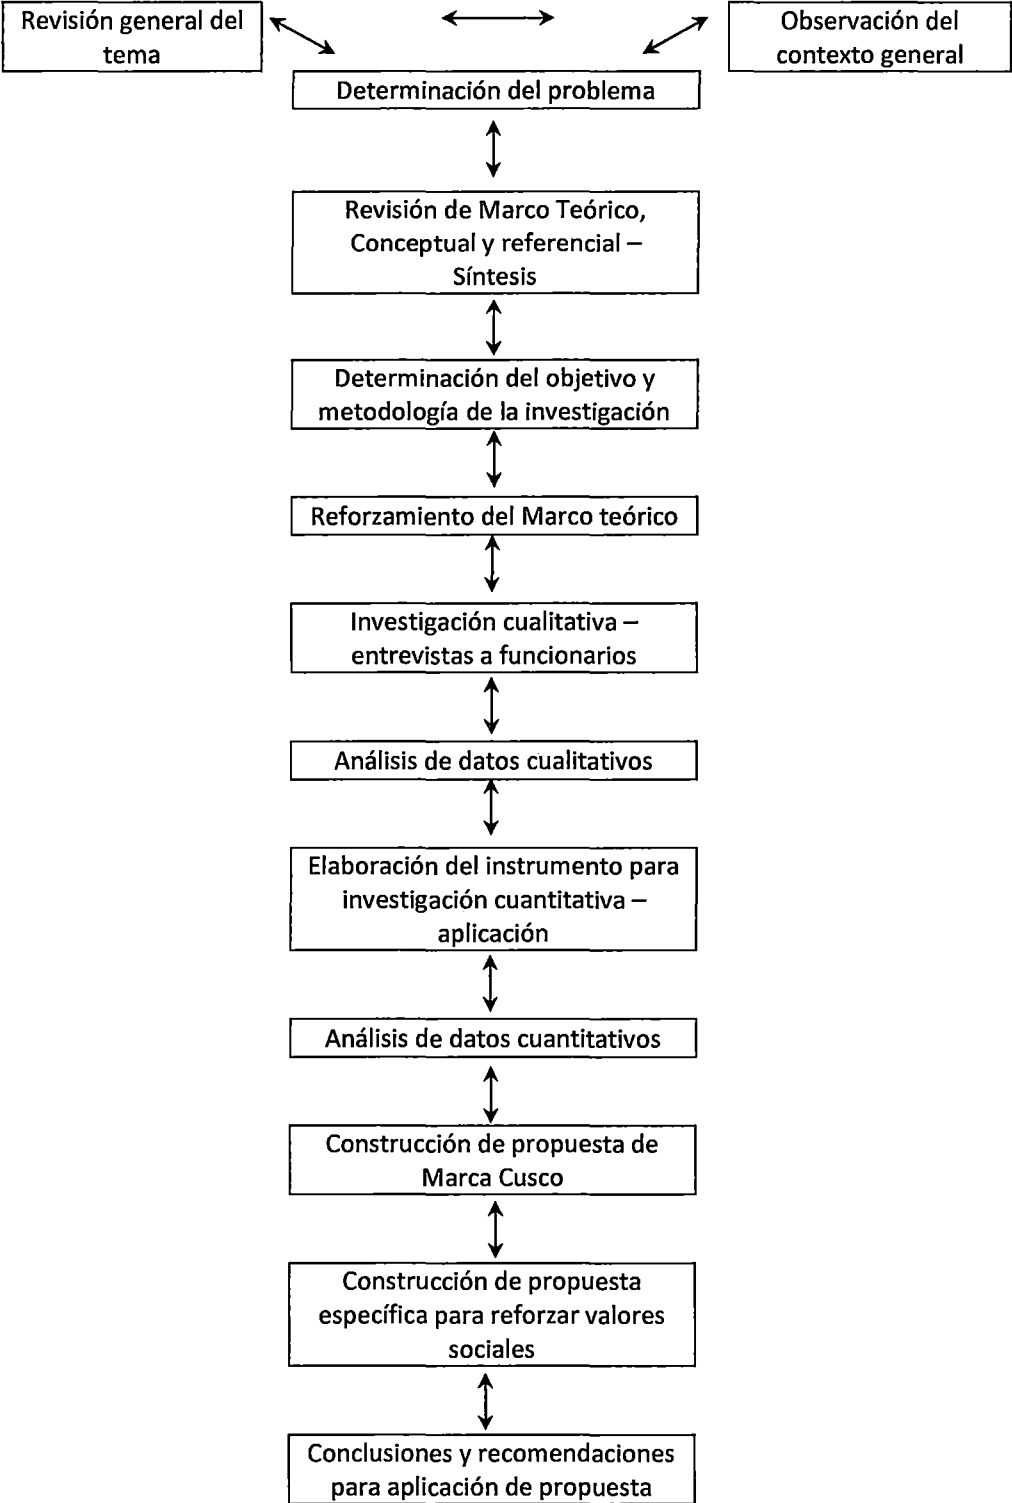 Revisión general del
tema
Observación del
contexto general
Determinación del problema
Revisión de Marco Teórico,
Conceptual y referencial –
Síntesis
Determinación del objetivo y
metodología de la investigación
Reforzamiento del Marco teórico
Investigación cualitativa –
entrevistas a funcionarios
Análisis de datos cualitativos
Elaboración del instrumento para
investigación cuantitativa –
aplicación
Análisis de datos cuantitativos
Construcción de propuesta de
Marca Cusco
Construcción de propuesta
específica para reforzar valores
sociales
Conclusiones y recomendaciones
para aplicación de propuesta